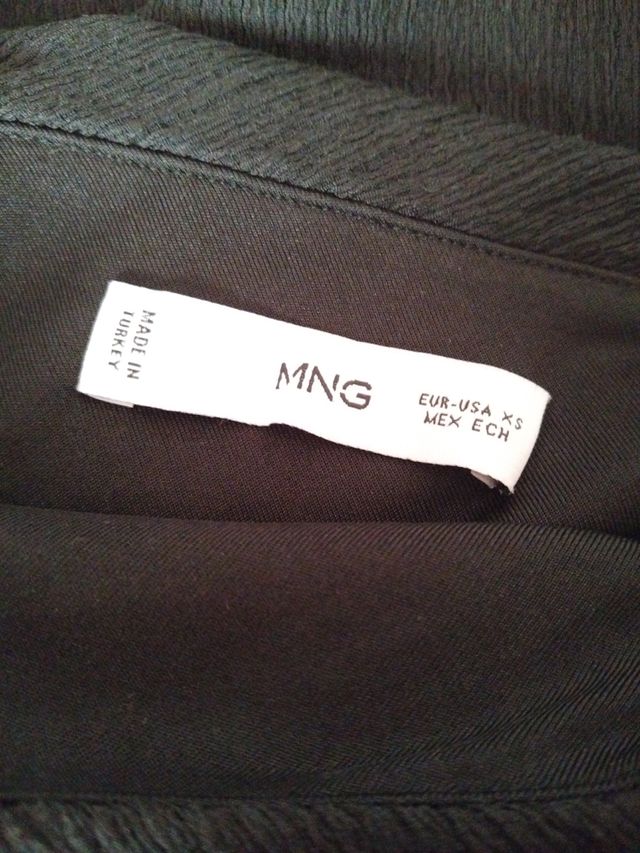 MADE IN
TURKEY
MNG
EUR-USA XS
MEX ECH